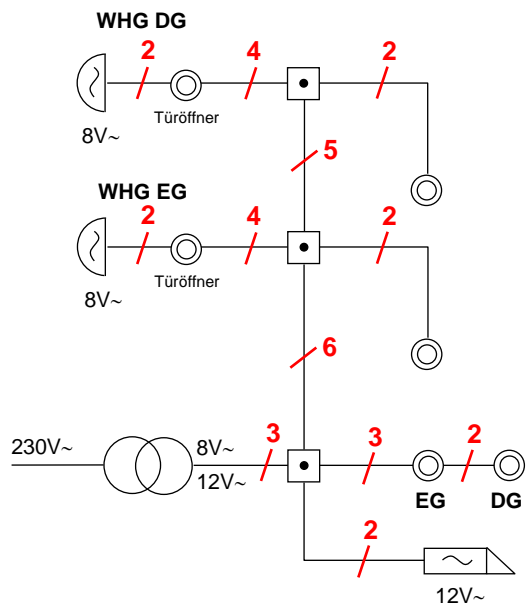 WHG DG
2
4
2
Türöffner
8V~
5
WHG EG
2
4
2
Türöffner
8V~
6
230V~
8V~
12V~
3
3
2
EG
DG
2
12V~